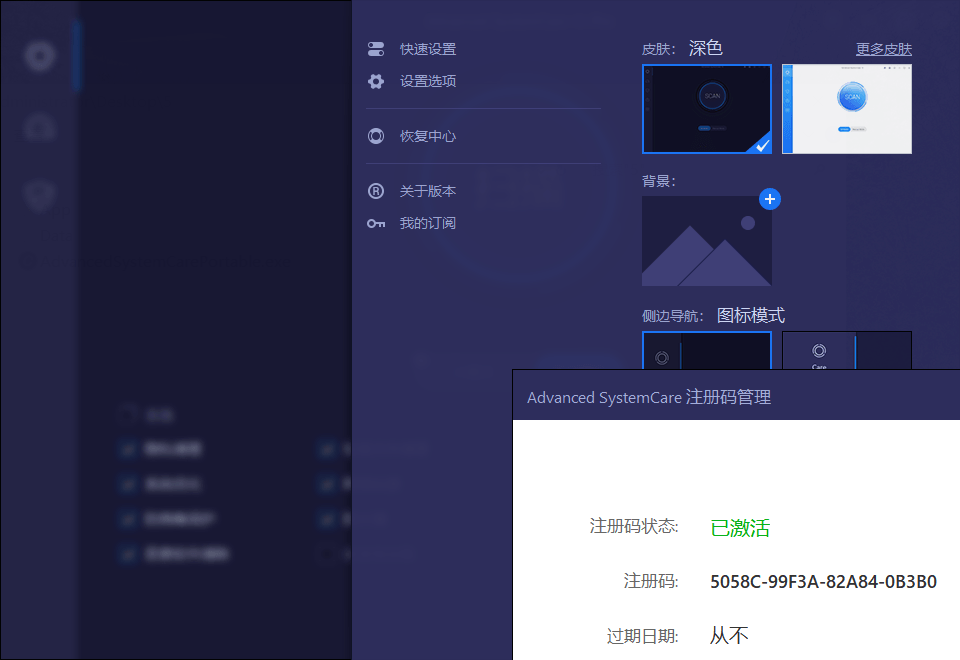 快速设置
设置选项
恢复中心
关于版本
我的订阅
皮肤： 深色
更多皮肤
SCAN
SCAN
背景：
侧边导航： 图标模式
Care
Advanced SystemCare 注册码管理
注册码状态: 已激活
注册码: 5058C-99F3A-82A84-0B3B0
过期日期: 从不